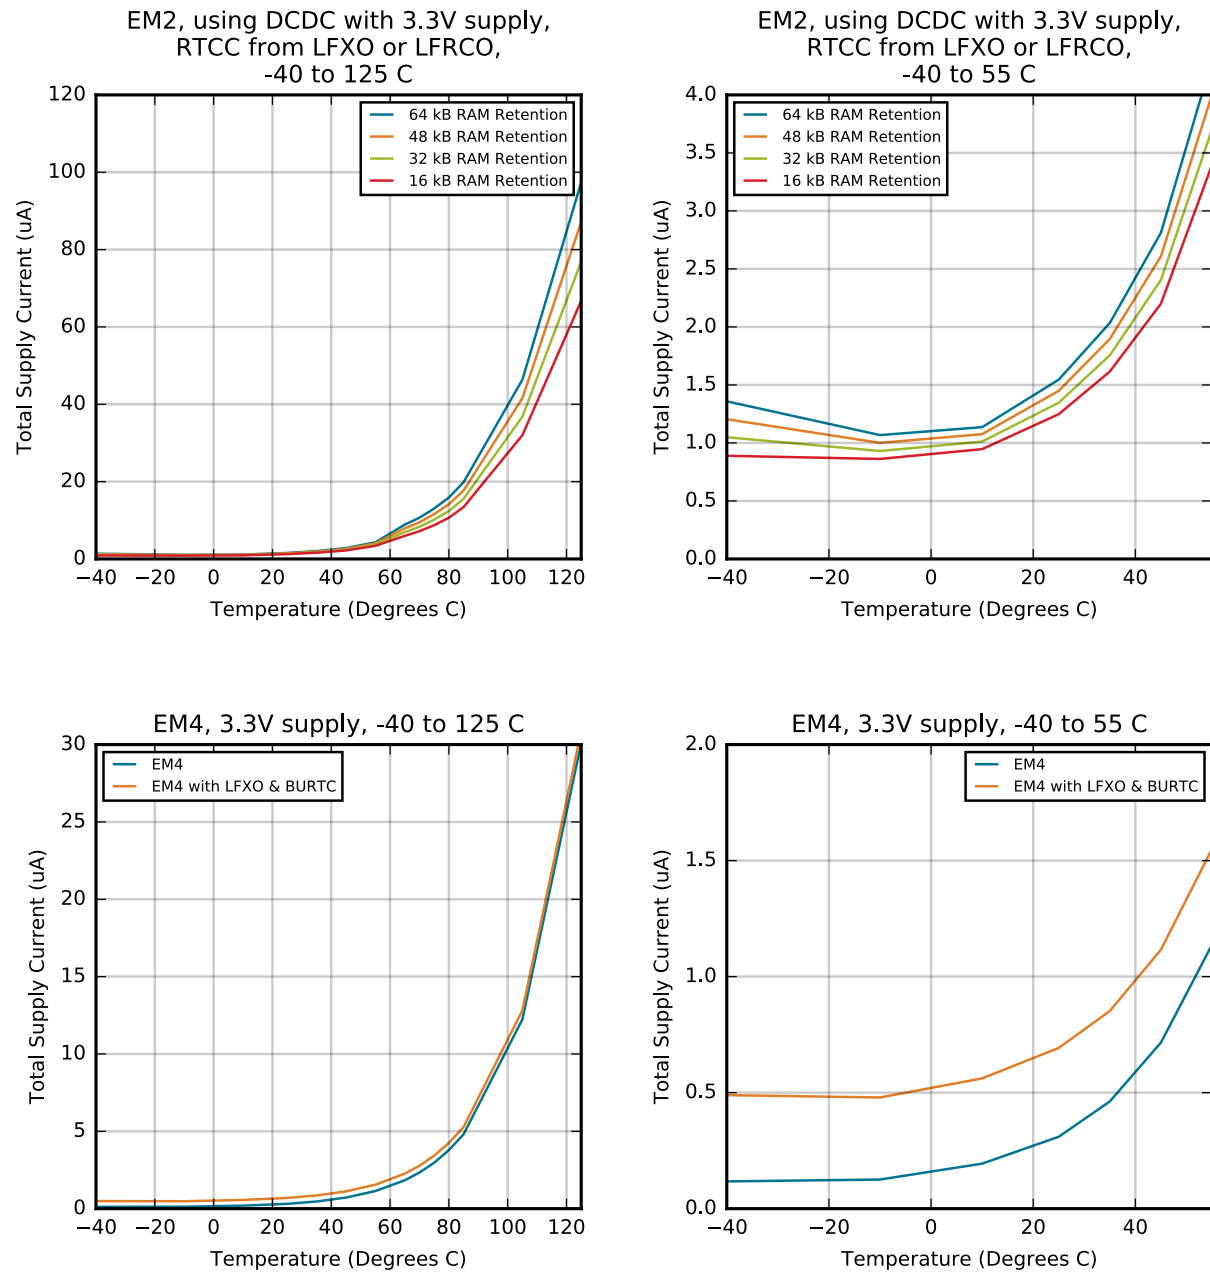 EM2, using DCDC with 3.3V supply,
RTCC from LFXO or LFRCO,
-40 to 125 C
120
100
80
60
40
20
0
Total Supply Current (uA)
64 kB RAM Retention
48 kB RAM Retention
32 kB RAM Retention
16 kB RAM Retention
−40 −20 0 20 40 60 80 100 120
Temperature (Degrees C)
EM2, using DCDC with 3.3V supply,
RTCC from LFXO or LFRCO,
-40 to 55 C
4.0
3.5
3.0
2.5
2.0
1.5
1.0
0.5
0.0
Total Supply Current (uA)
64 kB RAM Retention
48 kB RAM Retention
32 kB RAM Retention
16 kB RAM Retention
−40 −20 0 20 40
Temperature (Degrees C)
EM4, 3.3V supply, -40 to 125 C
30
25
20
15
10
5
0
Total Supply Current (uA)
EM4
EM4 with LFXO & BURTC
−40 −20 0 20 40 60 80 100 120
Temperature (Degrees C)
EM4, 3.3V supply, -40 to 55 C
2.0
1.5
1.0
0.5
0.0
Total Supply Current (uA)
EM4
EM4 with LFXO & BURTC
−40 −20 0 20 40
Temperature (Degrees C)